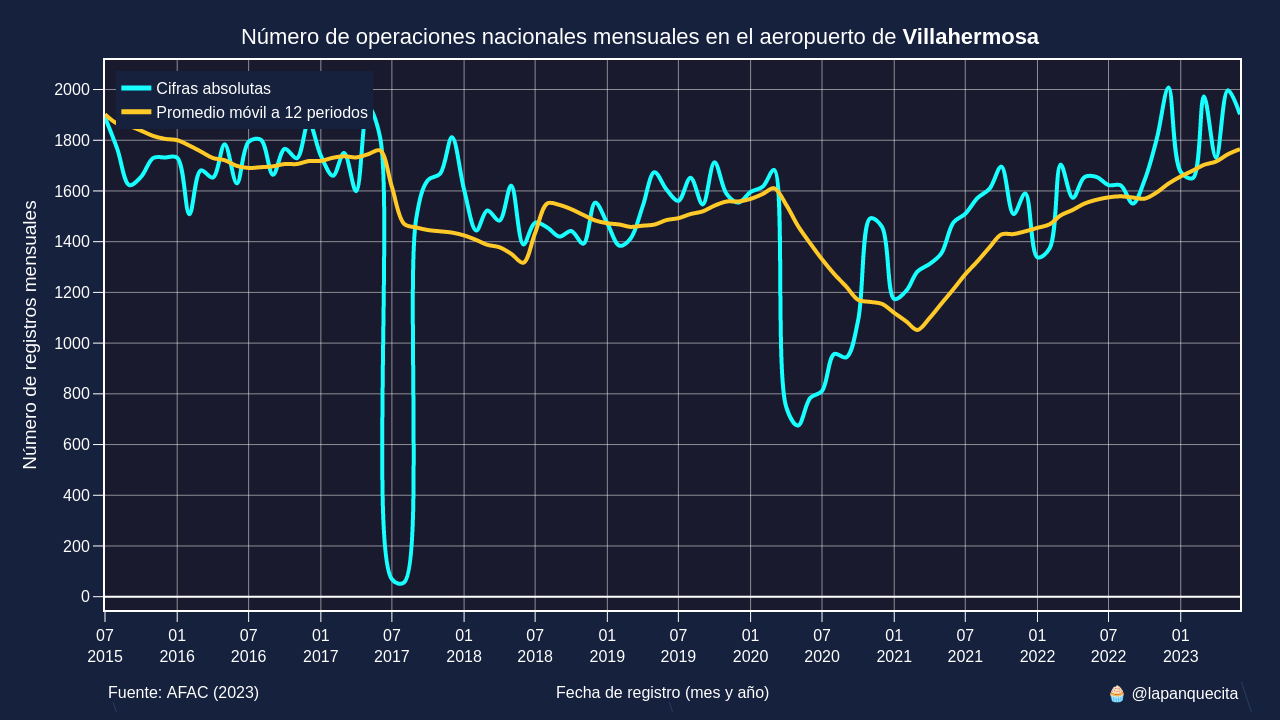 Número de operaciones nacionales mensuales en el aeropuerto de Villahermosa
Cifras absolutas
Promedio móvil a 12 periodos
Número de registros mensuales
2000
1800
1600
1400
1200
1000
800
600
400
200
0
07 01 07 01 07 01 07 01 07 01 07 01 07 01 07 01
2015 2016 2016 2017 2017 2018 2018 2019 2019 2020 2020 2021 2021 2022 2022 2023
Fuente: AFAC (2023)
Fecha de registro (mes y año)
🧁 @lapanquecita